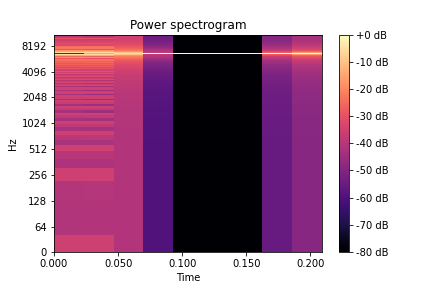 Power spectrogram
Hz
8192
4096
2048
1024
512
256
128
64
0
0.000 0.050 0.100 0.150 0.200
Time
+0 dB
-10 dB
-20 dB
-30 dB
-40 dB
-50 dB
-60 dB
-70 dB
-80 dB